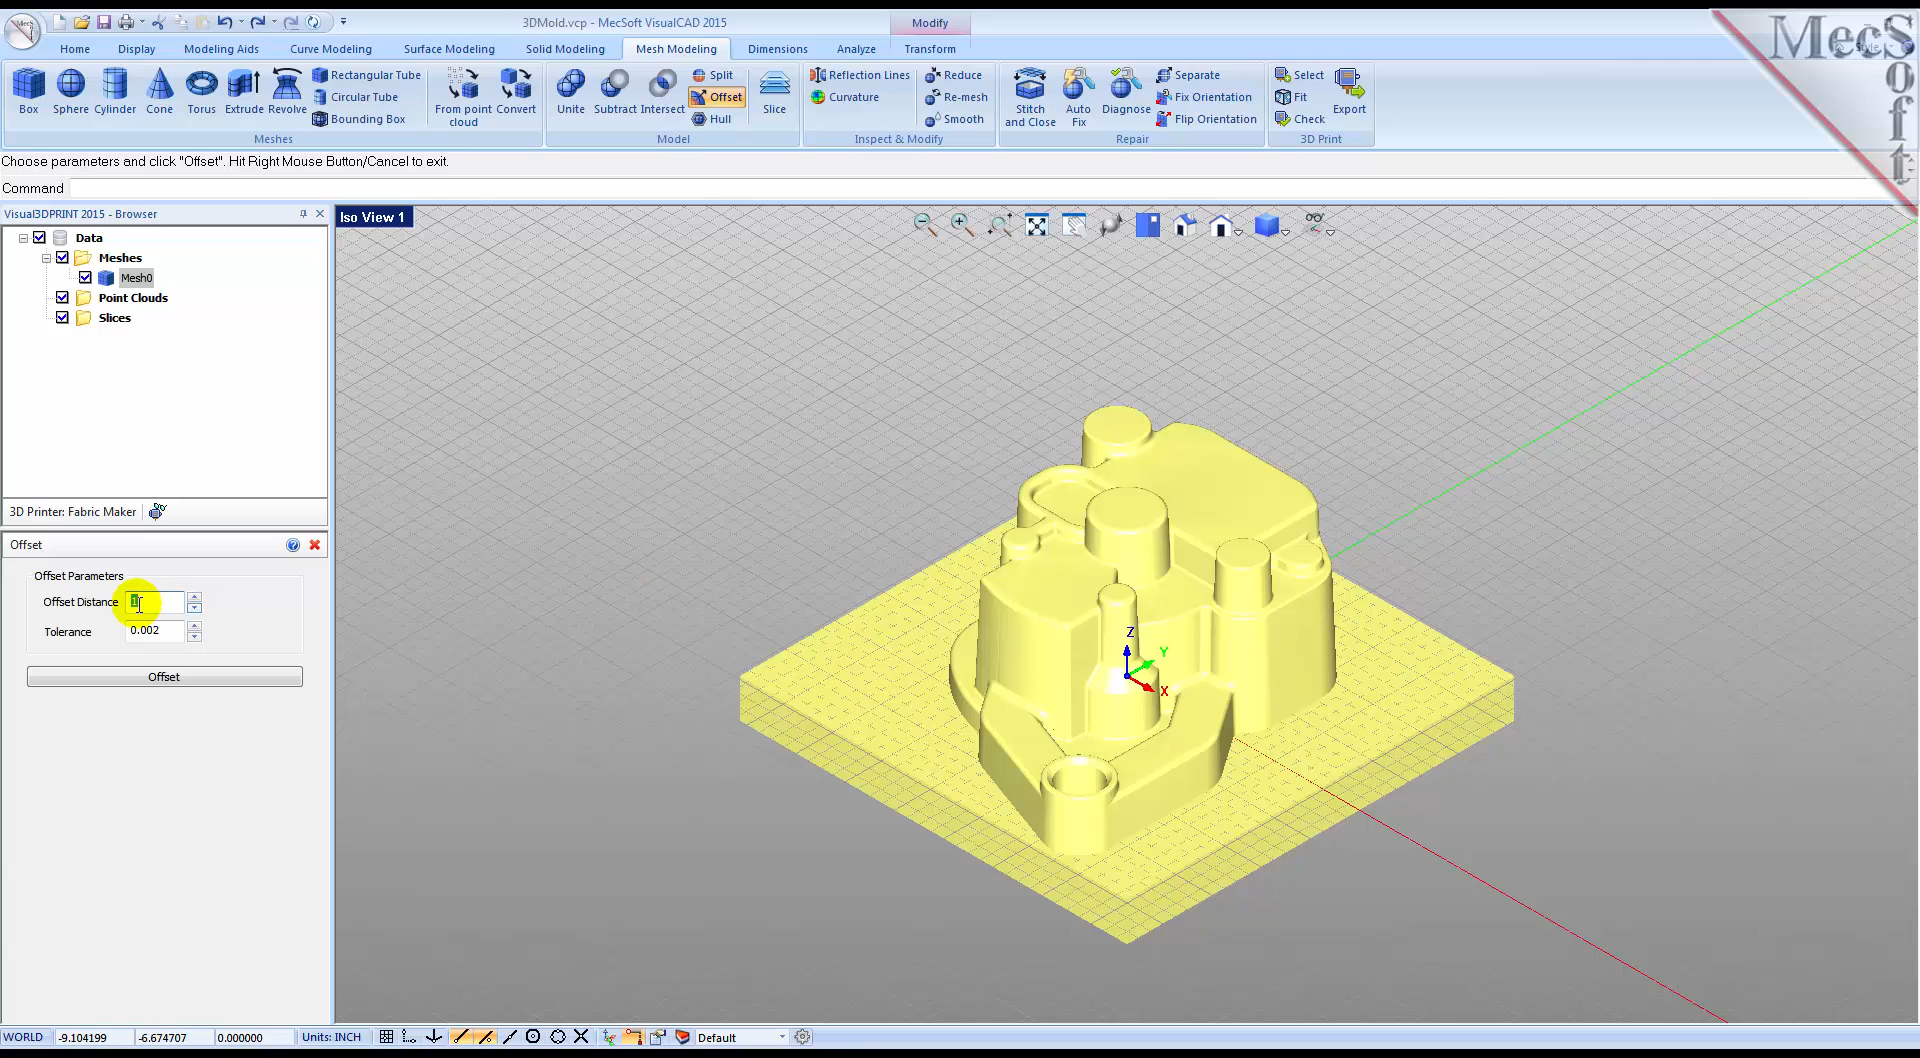 3DMold.vcp - MecSoft VisualCAD 2015
Modify
Home Display Modeling Aids Curve Modeling Surface Modeling Solid Modeling Mesh Modeling Dimensions Analyze Transform
Style
MecSoft
Box Sphere Cylinder Cone Torus Extrude Revolve
Rectangular Tube
Circular Tube
Bounding Box
From point cloud Convert
Meshes
Unite Subtract Intersect
Split
Offset
Hull
Slice
Model
Reflection Lines
Curvature
Reduce
Re-mesh
Smooth
Inspect & Modify
Stitch and Close
Auto Fix
Diagnose
Separate
Fix Orientation
Flip Orientation
Repair
Select
Fit
Check
Export
3D Print
Choose parameters and click "Offset". Hit Right Mouse Button/Cancel to exit.
Command
Visual3DPRINT 2015 - Browser
Data
Meshes
Mesh0
Point Clouds
Slices
3D Printer: Fabric Maker
Offset
Offset Parameters
Offset Distance 1
Tolerance 0.002
Offset
Iso View 1
Z
Y
X
WORLD -9.104199 -6.674707 0.000000 Units: INCH Default